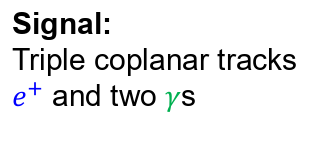 Signal:
Triple coplanar tracks
e⁺ and two γs